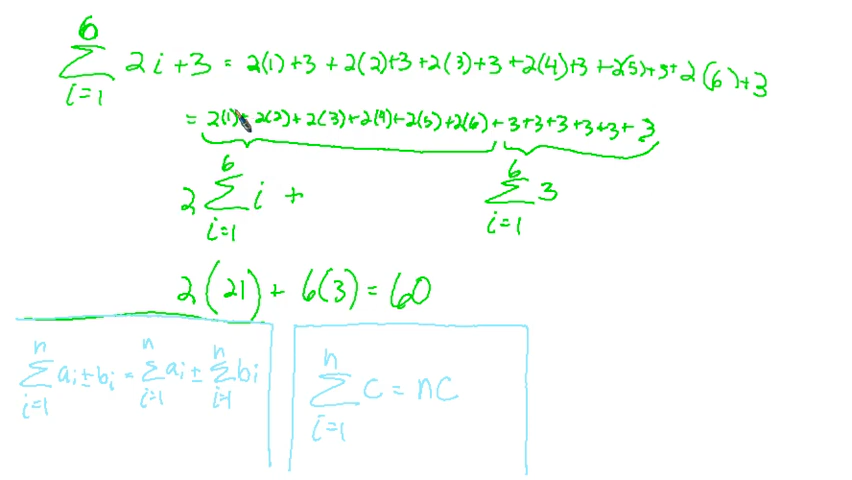 6
∑ 2i+3 = 2(1)+3 + 2(2)+3 + 2(3)+3 + 2(4)+3 + 2(5)+3 + 2(6)+3
i=1
= 2(1) + 2(2) + 2(3) + 2(4) + 2(5) + 2(6) + 3+3+3+3+3+3
6 6
2 ∑ i + ∑ 3
i=1 i=1
2(21) + 6(3) = 60
n n n
∑ ai ± bi = ∑ ai ± ∑ bi
i=1 i=1 i=1
n
∑ c = nc
i=1